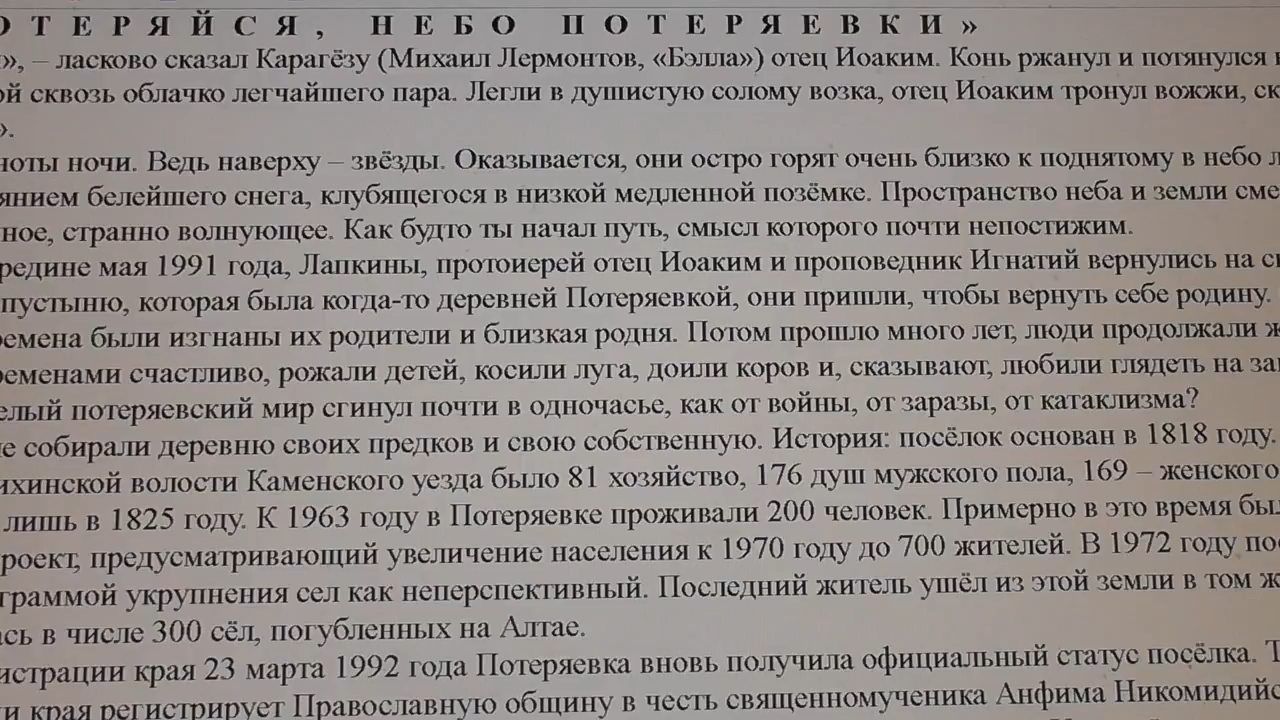 ОТЕРЯЙСЯ, НЕБО ПОТЕРЯЕВКИ»
», – ласково сказал Карагёзу (Михаил Лермонтов, «Бэлла») отец Иоаким. Конь ржанул и потянулся
ой сквозь облачко легчайшего пара. Легли в душистую солому возка, отец Иоаким тронул вожжи, ск
».
ноты ночи. Ведь наверху – звёзды. Оказывается, они остро горят очень близко к поднятому в небо л
янием белейшего снега, клубящегося в низкой медленной позёмке. Пространство неба и земли сме
ное, странно волнующее. Как будто ты начал путь, смысл которого почти непостижим.
редине мая 1991 года, Лапкины, протоиерей отец Иоаким и проповедник Игнатий вернулись на с
пустыню, которая была когда-то деревней Потеряевкой, они пришли, чтобы вернуть себе родину.
ремена были изгнаны их родители и близкая родня. Потом прошло много лет, люди продолжали ж
ременами счастливо, рожали детей, косили луга, доили коров и, сказывают, любили глядеть на за
елый потеряевский мир сгинул почти в одночасье, как от войны, от заразы, от катаклизма?
е собирали деревню своих предков и свою собственную. История: посёлок основан в 1818 году.
ихинской волости Каменского уезда было 81 хозяйство, 176 душ мужского пола, 169 – женского
лишь в 1825 году. К 1963 году в Потеряевке проживали 200 человек. Примерно в это время бы
роект, предусматривающий увеличение населения к 1970 году до 700 жителей. В 1972 году пос
граммой укрупнения сел как неперспективный. Последний житель ушёл из этой земли в том ж
ась в числе 300 сёл, погубленных на Алтае.
истрации края 23 марта 1992 года Потеряевка вновь получила официальный статус посёлка. Т
ти края регистрирует Православную общину в честь священномученика Анфима Никомидийс